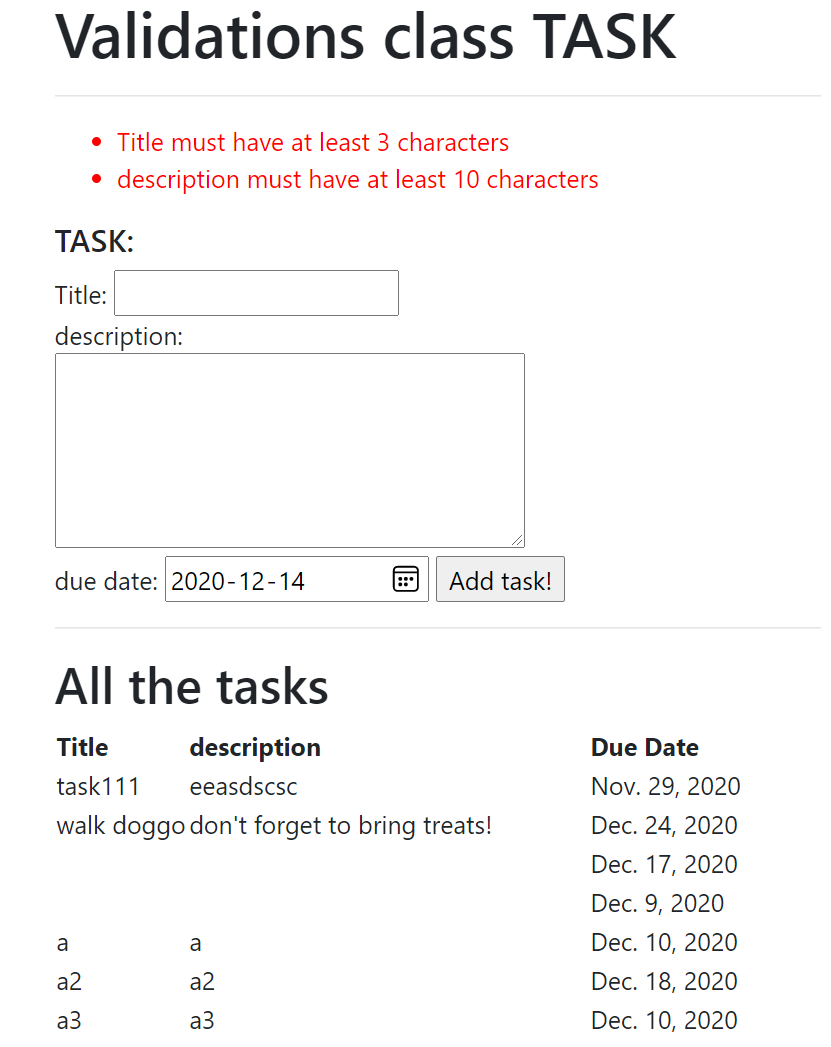 Validations class TASK
Title must have at least 3 characters
description must have at least 10 characters
TASK:
Title:
description:
due date: 2020-12-14 Add task!
All the tasks
Title description Due Date
task111 eeasdscsc Nov. 29, 2020
walk doggo don't forget to bring treats! Dec. 24, 2020
Dec. 17, 2020
Dec. 9, 2020
a a Dec. 10, 2020
a2 a2 Dec. 18, 2020
a3 a3 Dec. 10, 2020